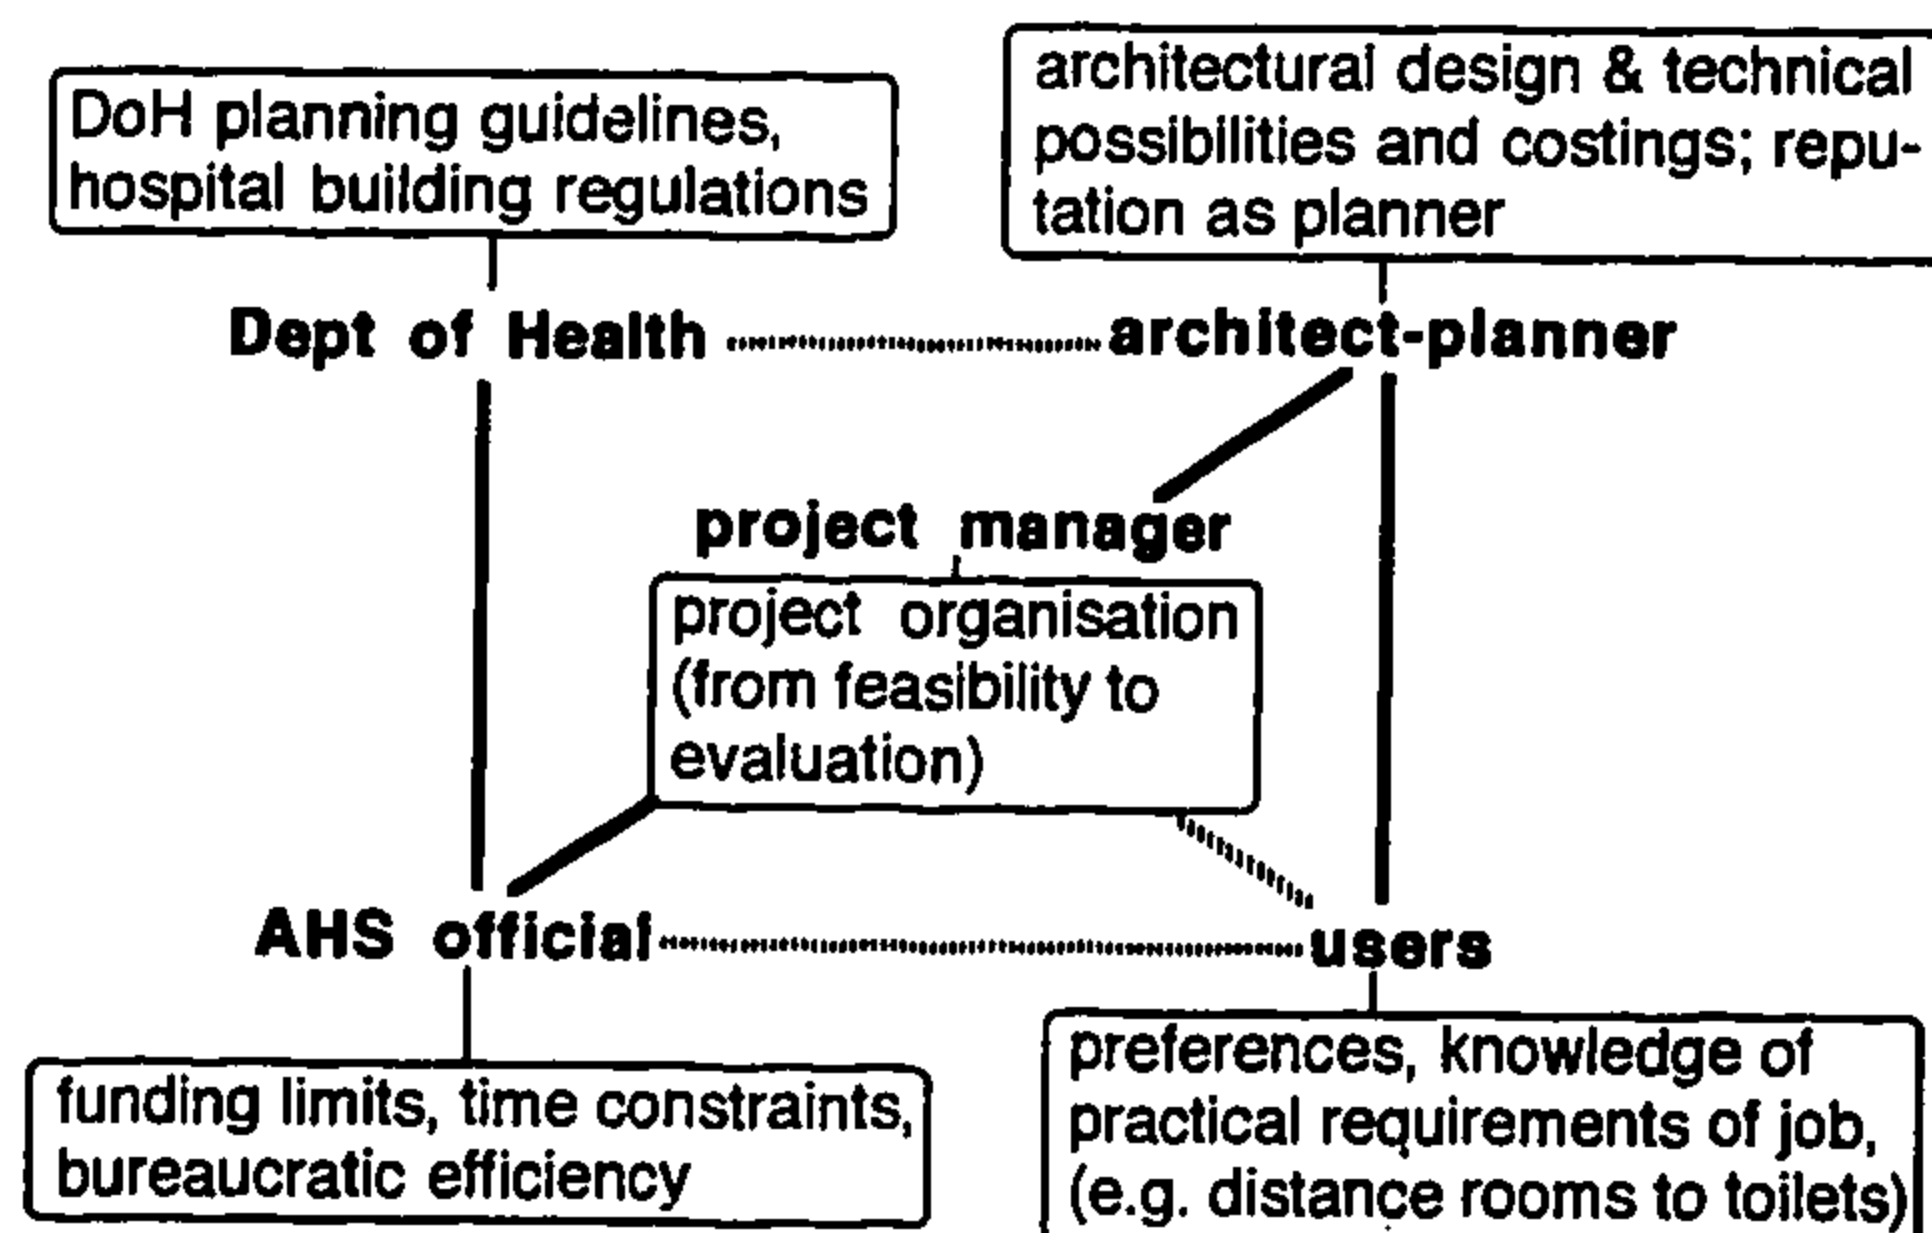 DoH planning guidelines,
hospital building regulations
architectural design & technical
possibilities and costings; repu-
tation as planner
Dept of Health
architect-planner
project manager
project organisation
(from feasibility to
evaluation)
AHS official
users
funding limits, time constraints,
bureaucratic efficiency
preferences, knowledge of
practical requirements of job,
(e.g. distance rooms to toilets)